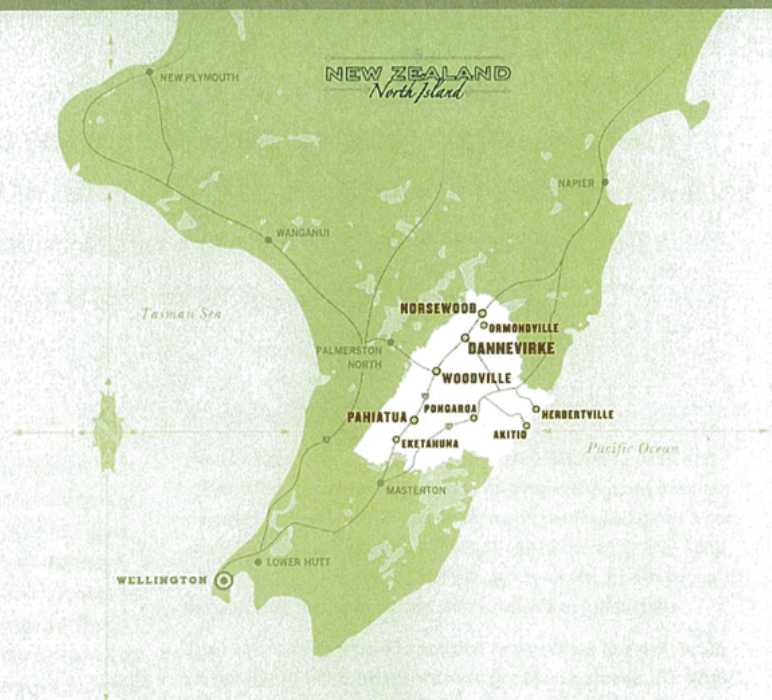 NEW ZEALAND
North Island
NEW PLYMOUTH
NAPIER
WANGANUI
Tasman Sea
NORSEWOOD
ORMONDVILLE
DANNEVIRKE
PALMERSTON
NORTH
WOODVILLE
PAHIATUA
PONGAROA
HERBERTVILLE
AKITIO
EKETAHUNA
Pacific Ocean
MASTERTON
LOWER HUTT
WELLINGTON